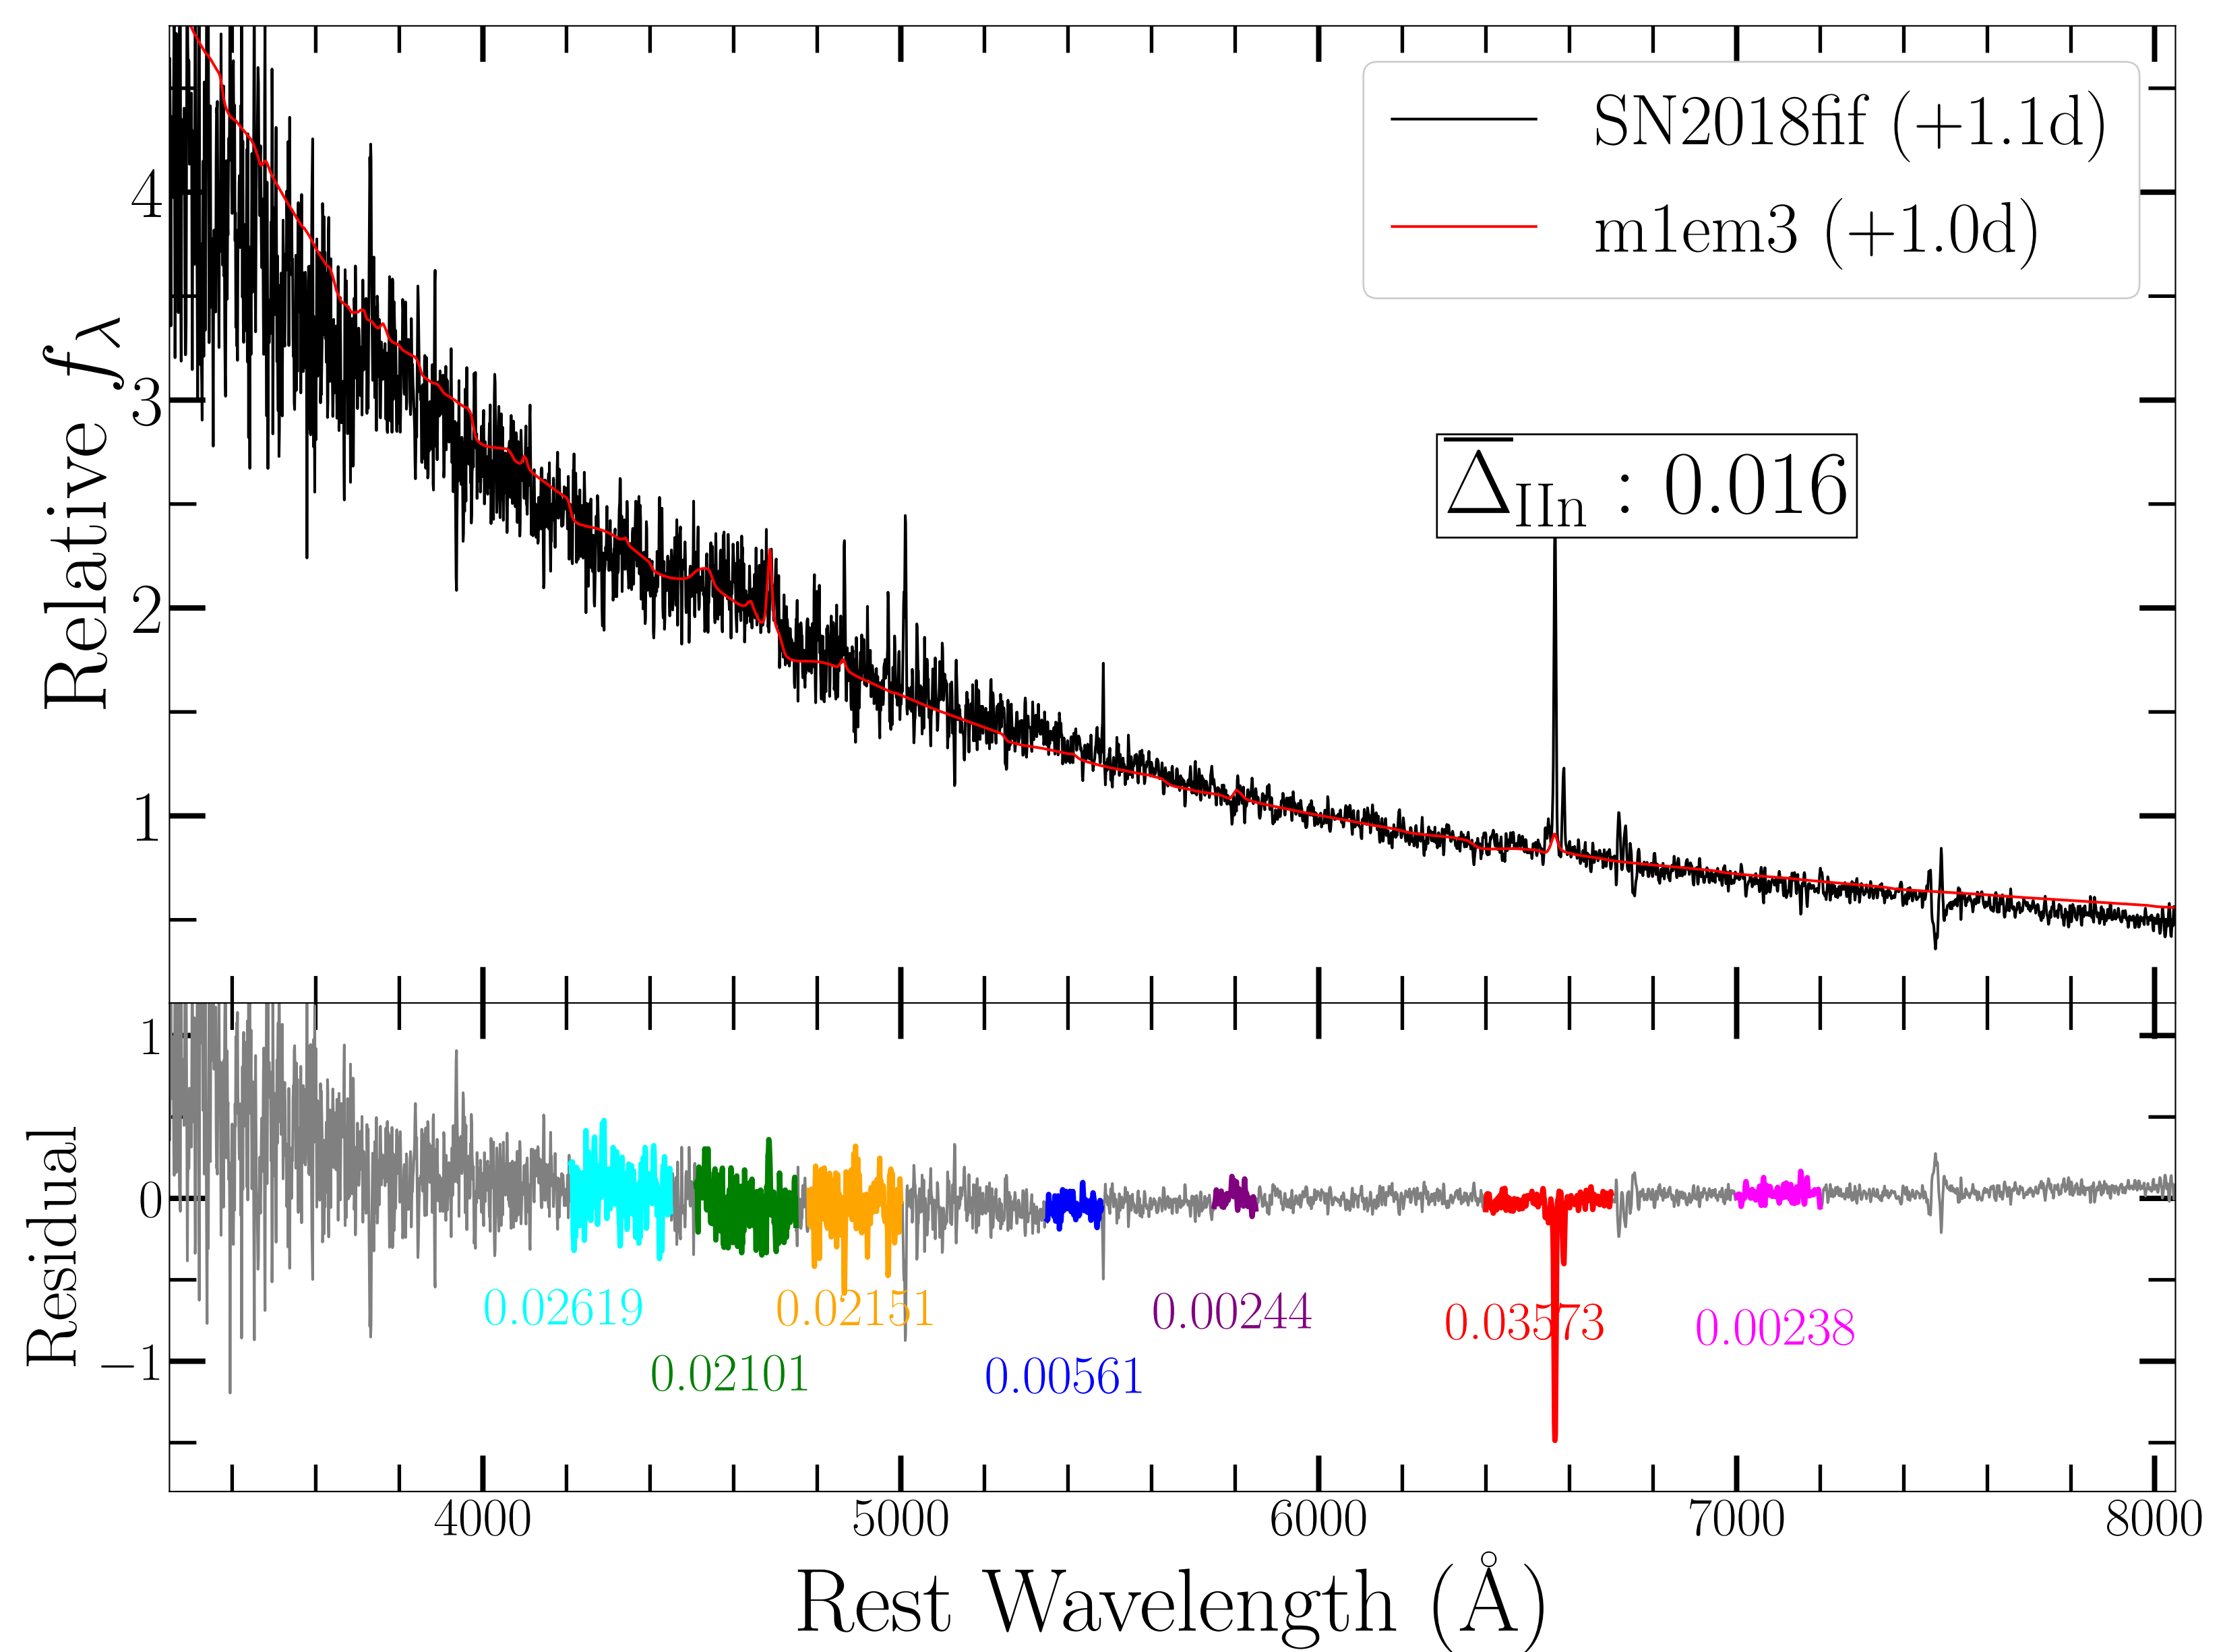 SN2018fif (+1.1d)
m1em3 (+1.0d)
Δ̅_IIn : 0.016
Relative f_λ
4
3
2
1
Residual
1
0
−1
0.02619
0.02101
0.02151
0.00561
0.00244
0.03573
0.00238
4000 5000 6000 7000 8000
Rest Wavelength (Å)